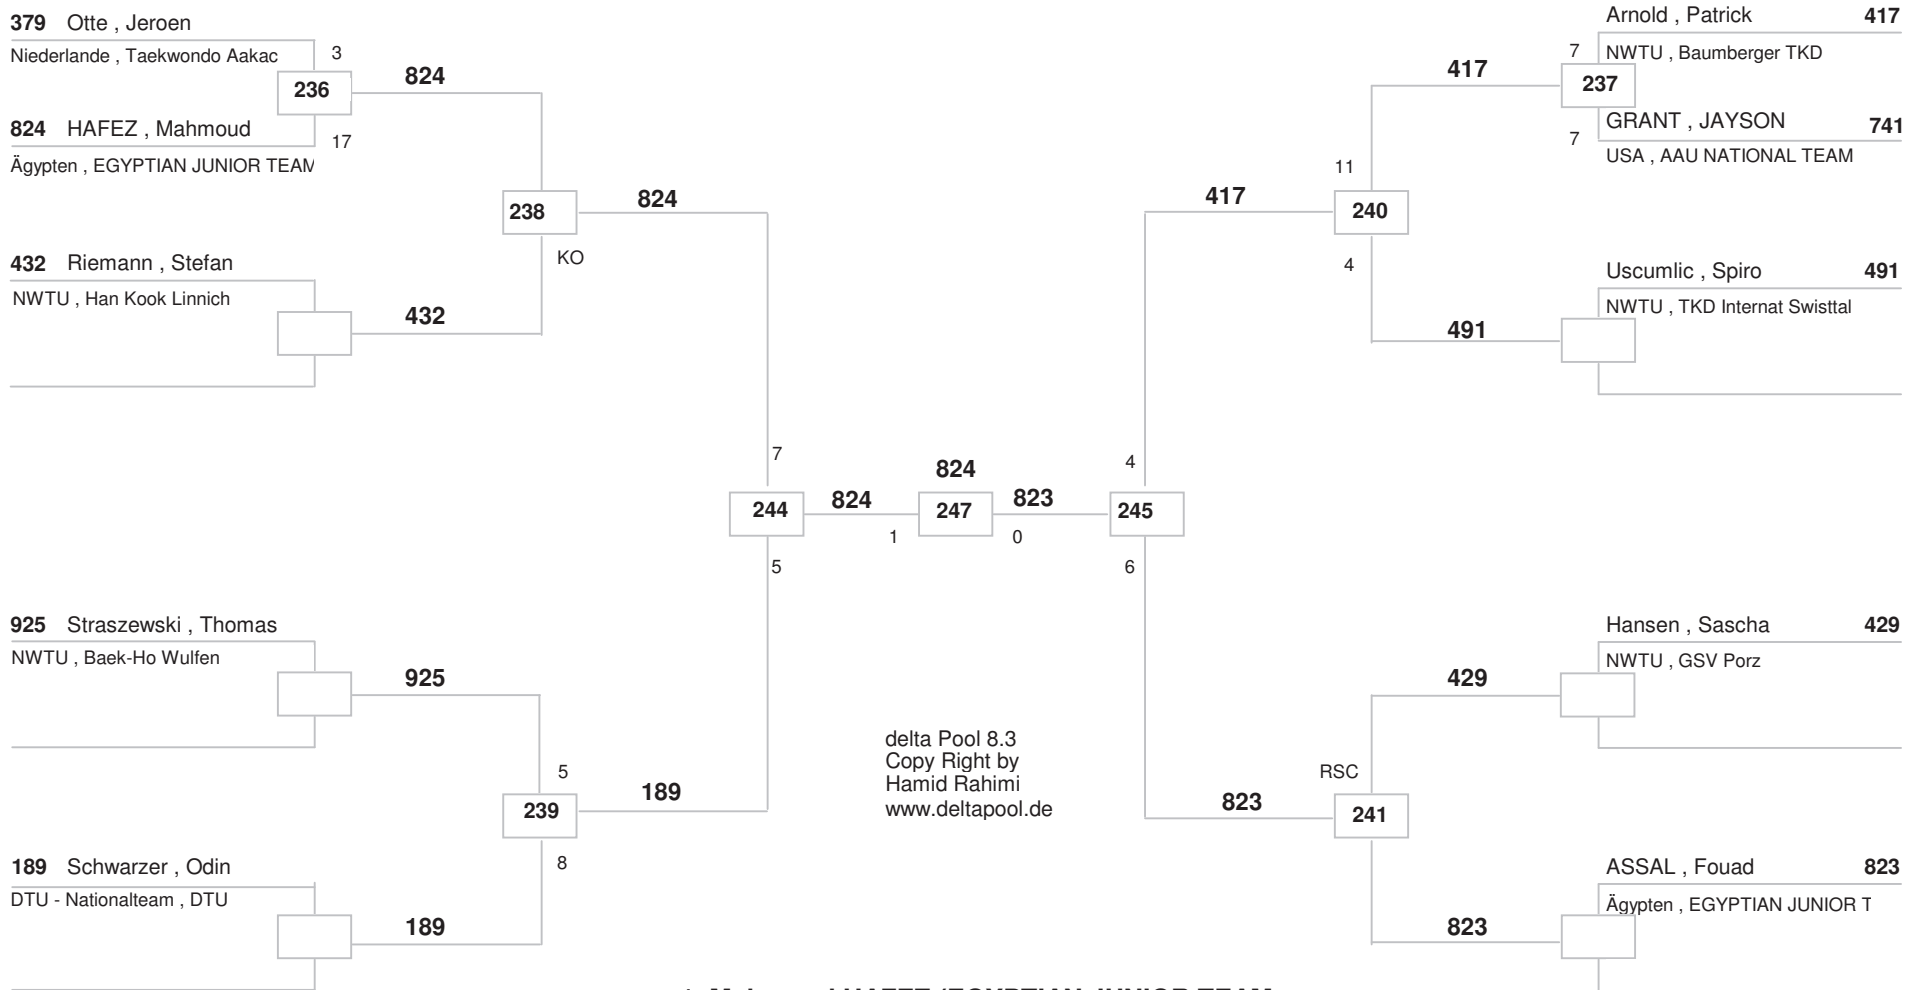 379 Otte , Jeroen
Niederlande , Taekwondo Aakac
3
236
824
824 HAFEZ , Mahmoud
17
Ägypten , EGYPTIAN JUNIOR TEAM
238
824
KO
432 Riemann , Stefan
NWTU , Han Kook Linnich
432
7
244
824
1
5
925 Straszewski , Thomas
NWTU , Baek-Ho Wulfen
925
5
239
189
8
189 Schwarzer , Odin
DTU - Nationalteam , DTU
189
824
247
823
0
delta Pool 8.3
Copy Right by
Hamid Rahimi
www.deltapool.de
Arnold , Patrick 417
7
NWTU , Baumberger TKD
417
237
GRANT , JAYSON 741
7
USA , AAU NATIONAL TEAM
11
417
240
4
Uscumlic , Spiro 491
NWTU , TKD Internat Swisttal
491
4
245
6
Hansen , Sascha 429
NWTU , GSV Porz
429
RSC
823
241
ASSAL , Fouad 823
Ägypten , EGYPTIAN JUNIOR T
823